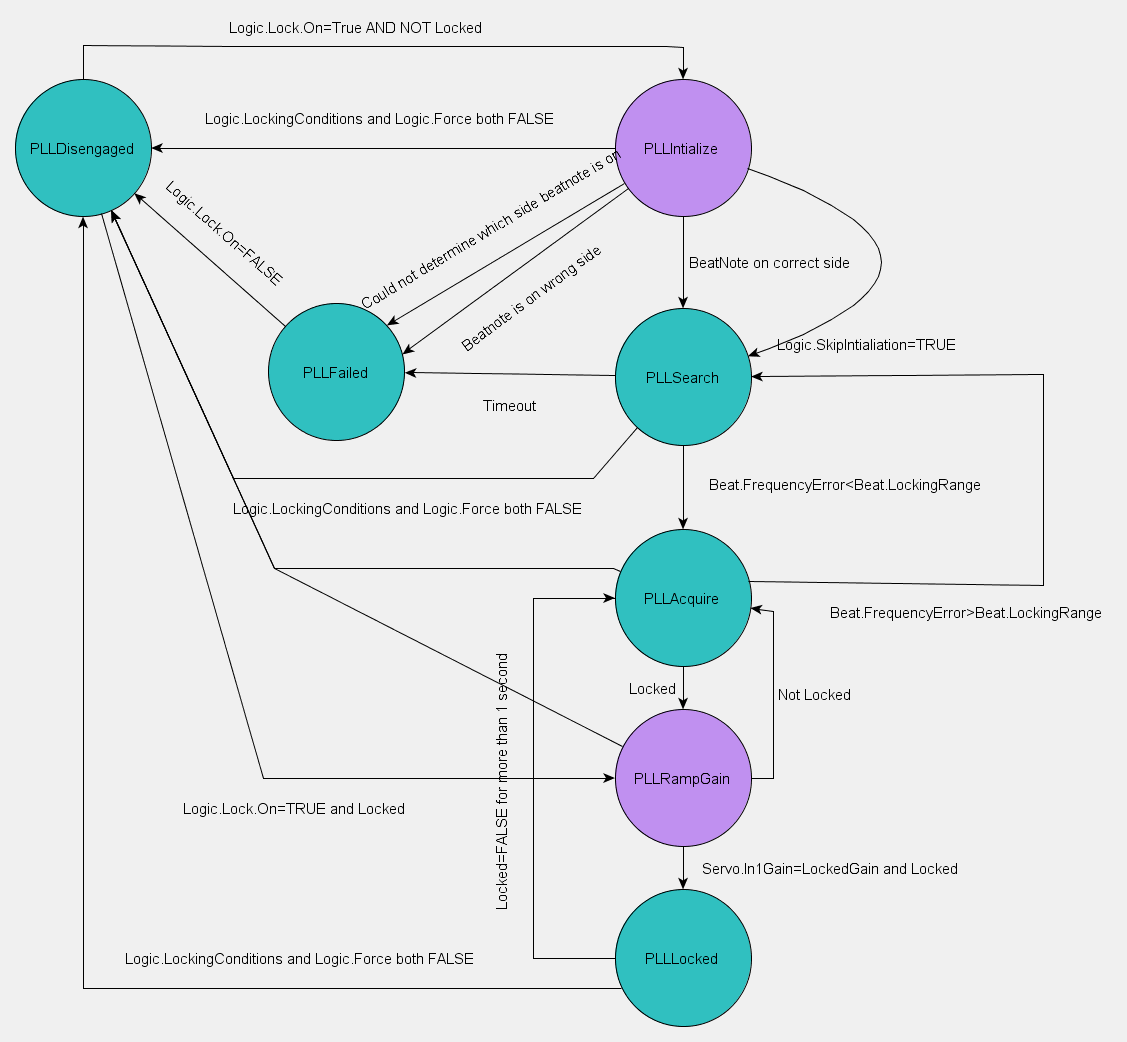 Logic.Lock.On=True AND NOT Locked
Logic.LockingConditions and Logic.Force both FALSE
PLLDisengaged
PLLIntialize
Could not determine which side beatnote is on
Logic.Lock.On=FALSE
BeatNote on correct side
Beatnote is on wrong side
Logic.SkipIntialiation=TRUE
PLLFailed
PLLSearch
Timeout
Beat.FrequencyError<Beat.LockingRange
Logic.LockingConditions and Logic.Force both FALSE
PLLAcquire
Beat.FrequencyError>Beat.LockingRange
Locked
Not Locked
Locked=FALSE for more than 1 second
PLLRampGain
Logic.Lock.On=TRUE and Locked
Servo.In1Gain=LockedGain and Locked
Logic.LockingConditions and Logic.Force both FALSE
PLLLocked